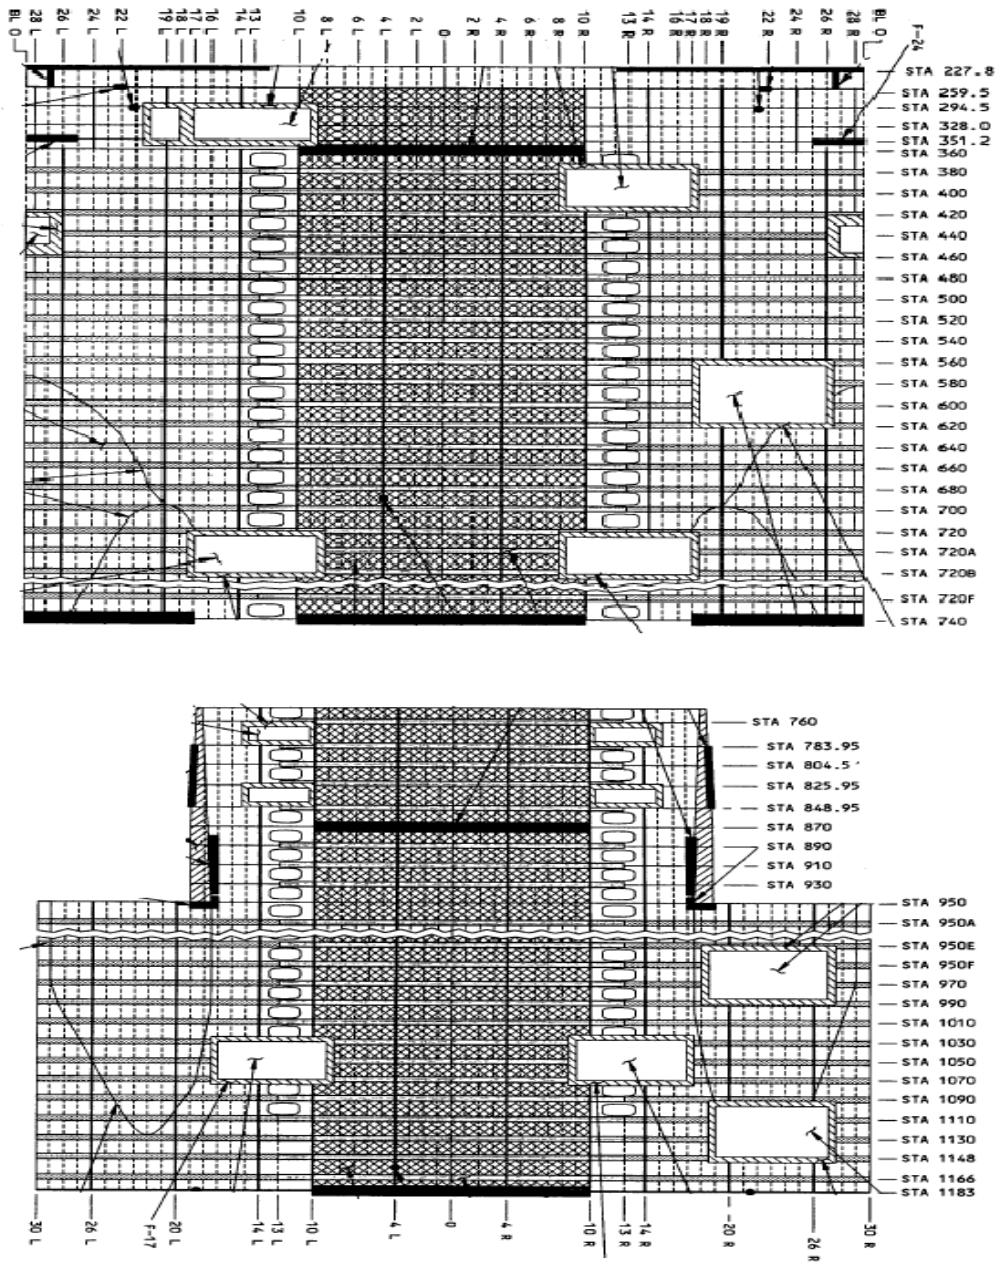 BL 0
28 L
26 L
24 L
22 L
19 L
18 L
17 L
16 L
14 L
13 L
10 L
8 L
6 L
4 L
2 L
0
2 R
4 R
6 R
8 R
10 R
13 R
14 R
16 R
17 R
18 R
19 R
22 R
24 R
26 R
28 R
BL 0
F-24
STA 227.8
STA 259.5
STA 294.5
STA 328.0
STA 351.2
STA 360
STA 380
STA 400
STA 420
STA 440
STA 460
STA 480
STA 500
STA 520
STA 540
STA 560
STA 580
STA 600
STA 620
STA 640
STA 660
STA 680
STA 700
STA 720
STA 720A
STA 720B
STA 720F
STA 740
STA 760
STA 783.95
STA 804.5
STA 825.95
STA 848.95
STA 870
STA 890
STA 910
STA 930
STA 950
STA 950A
STA 950E
STA 950F
STA 970
STA 990
STA 1010
STA 1030
STA 1050
STA 1070
STA 1090
STA 1110
STA 1130
STA 1148
STA 1166
STA 1183
30 L
26 L
F-17
20 L
14 L
13 L
10 L
4 L
0
4 R
10 R
13 R
14 R
20 R
26 R
30 R